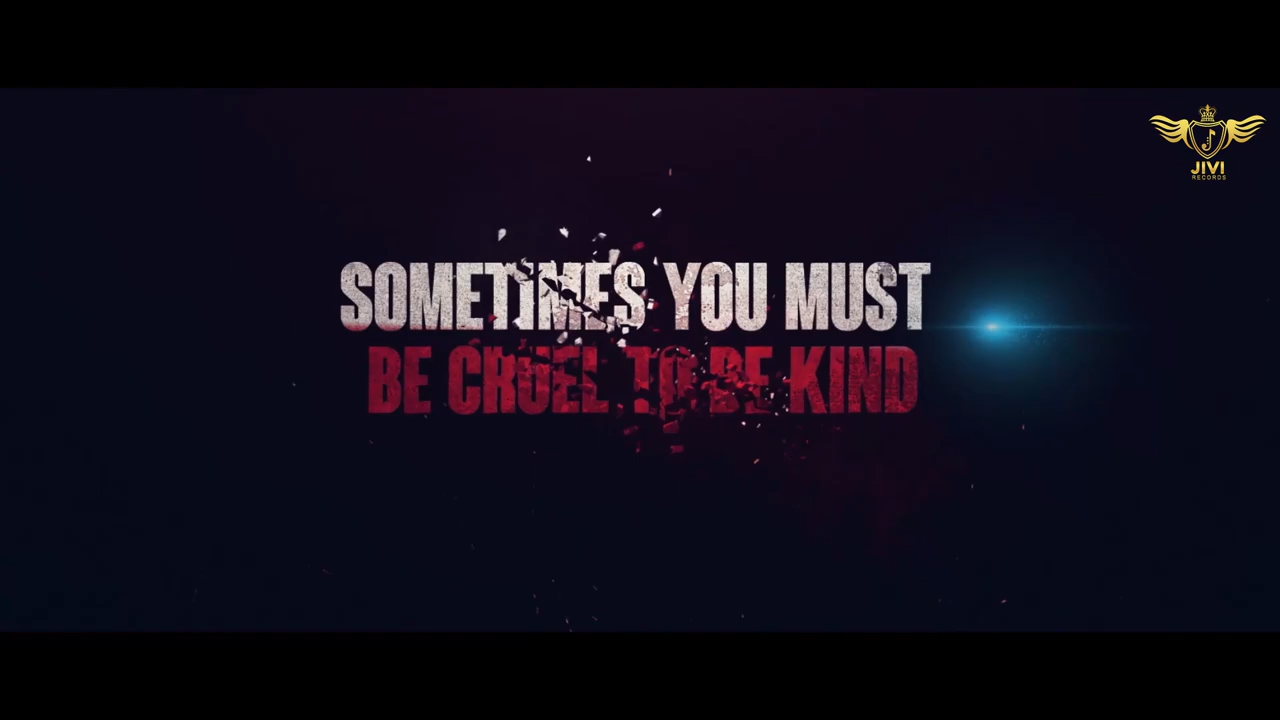 JIVI
RECORDS
SOMETIMES YOU MUST
BE CRUEL TO BE KIND